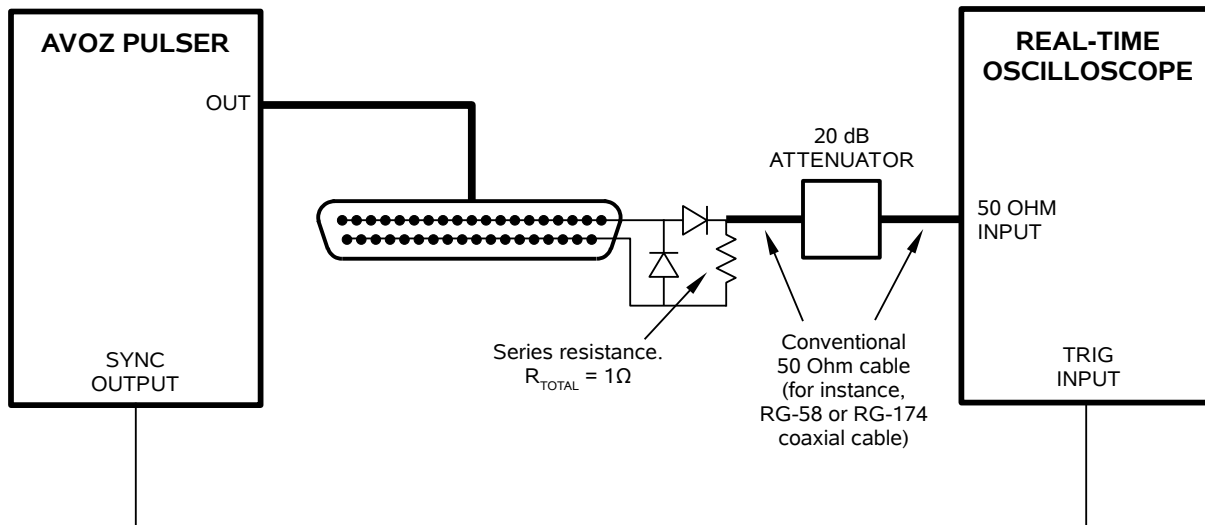 AVOZ PULSER
OUT
SYNC
OUTPUT
Series resistance.
R_TOTAL = 1Ω
20 dB
ATTENUATOR
Conventional
50 Ohm cable
(for instance,
RG-58 or RG-174
coaxial cable)
REAL-TIME
OSCILLOSCOPE
50 OHM
INPUT
TRIG
INPUT